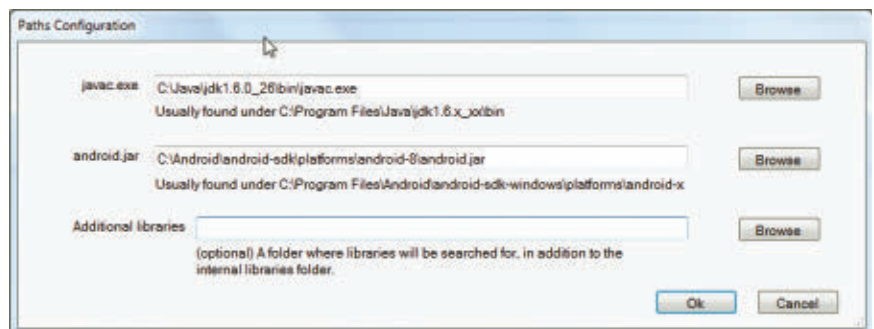 Paths Configuration
javac.exe C:\Java\jdk1.6.0_26\bin\javac.exe Browse
Usually found under C:\Program Files\Java\jdk1.6.x_xx\bin
android.jar C:\Android\android-sdk\platforms\android-8\android.jar Browse
Usually found under C:\Program Files\Android\android-sdk-windows\platforms\android-x
Additional libraries Browse
(optional) A folder where libraries will be searched for, in addition to the
internal libraries folder.
Ok Cancel